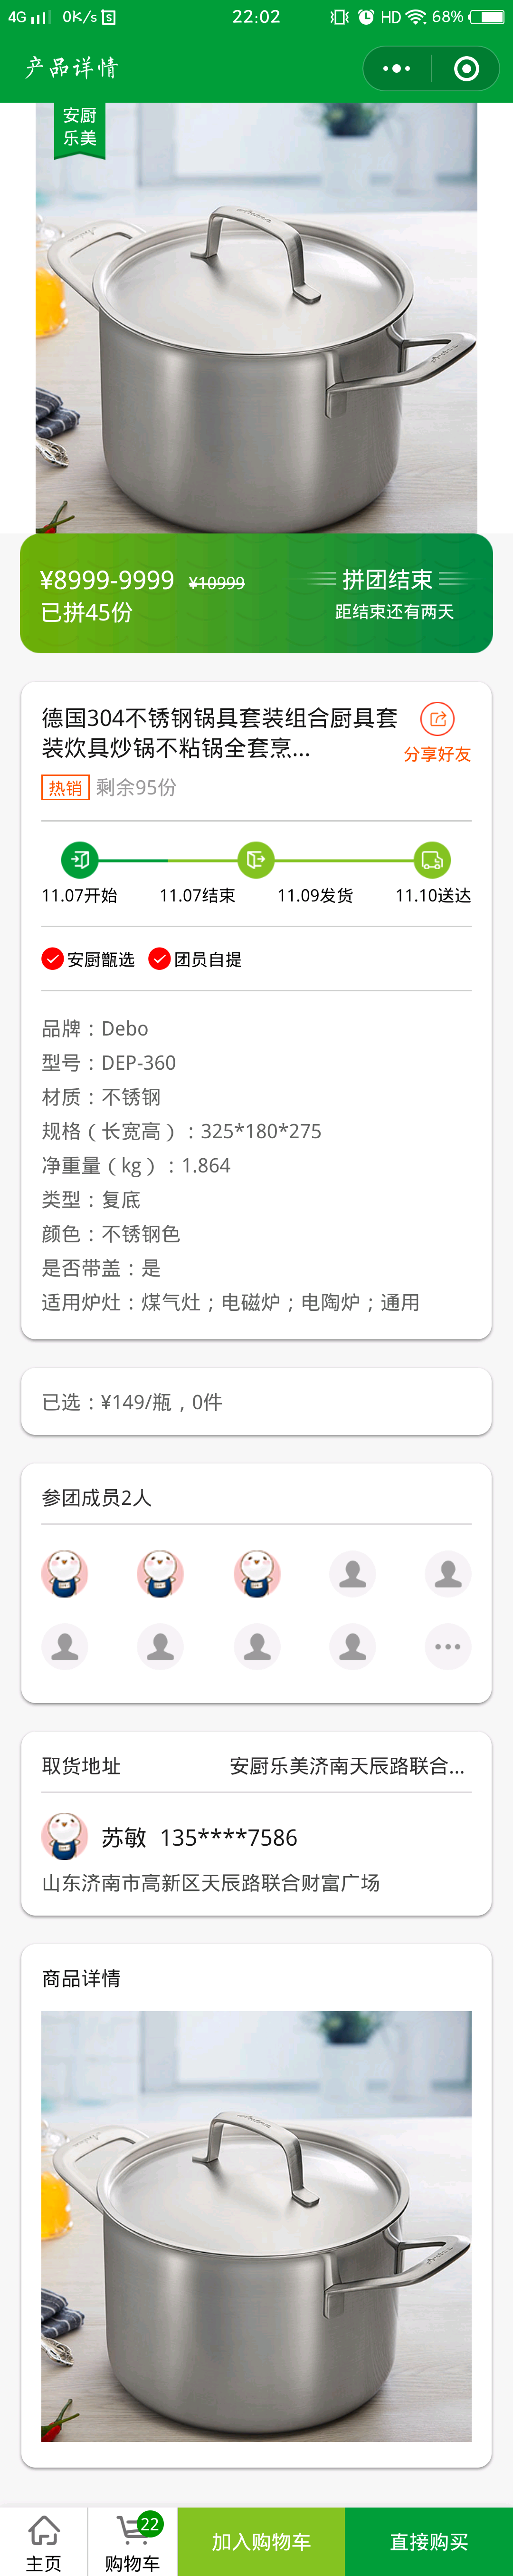 4G 0K/s 22:02 HD 68%
产品详情
安厨
乐美
¥8999-9999 ¥10999
已拼45份
拼团结束
距结束还有两天
德国304不锈钢锅具套装组合厨具套
装炊具炒锅不粘锅全套烹...
分享好友
热销 剩余95份
11.07开始 11.07结束 11.09发货 11.10送达
安厨甄选 团员自提
品牌：Debo
型号：DEP-360
材质：不锈钢
规格（长宽高）：325*180*275
净重量（kg）：1.864
类型：复底
颜色：不锈钢色
是否带盖：是
适用炉灶：煤气灶；电磁炉；电陶炉；通用
已选：¥149/瓶，0件
参团成员2人
取货地址 安厨乐美济南天辰路联合...
苏敏 135****7586
山东济南市高新区天辰路联合财富广场
商品详情
22
主页 购物车 加入购物车 直接购买